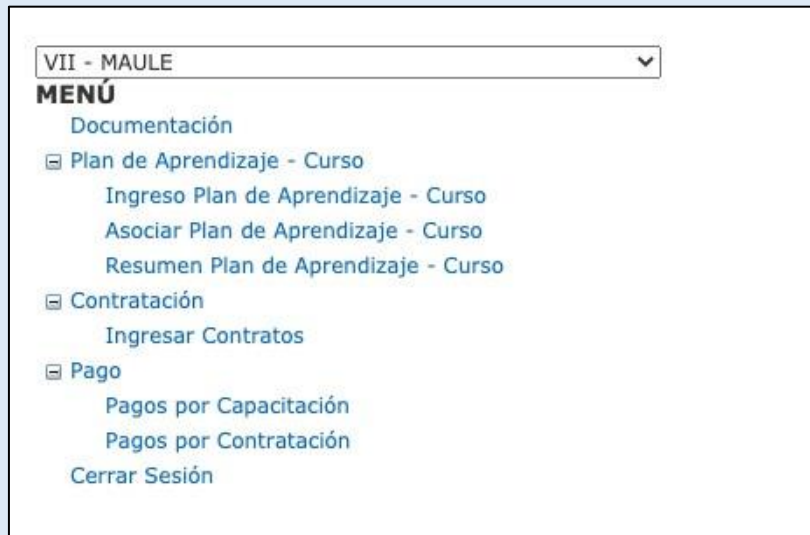 VII - MAULE
MENÚ
Documentación
Plan de Aprendizaje - Curso
Ingreso Plan de Aprendizaje - Curso
Asociar Plan de Aprendizaje - Curso
Resumen Plan de Aprendizaje - Curso
Contratación
Ingresar Contratos
Pago
Pagos por Capacitación
Pagos por Contratación
Cerrar Sesión